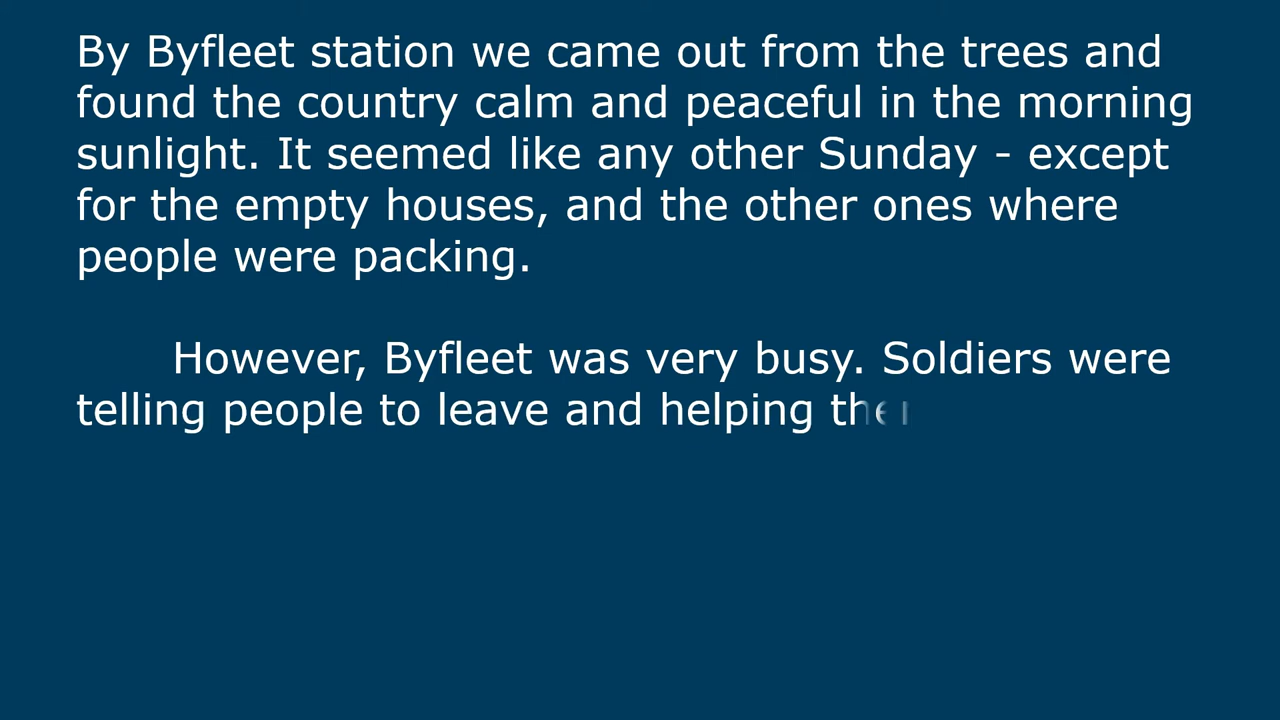 By Byfleet station we came out from the trees and
found the country calm and peaceful in the morning
sunlight. It seemed like any other Sunday - except
for the empty houses, and the other ones where
people were packing.
However, Byfleet was very busy. Soldiers were
telling people to leave and helping